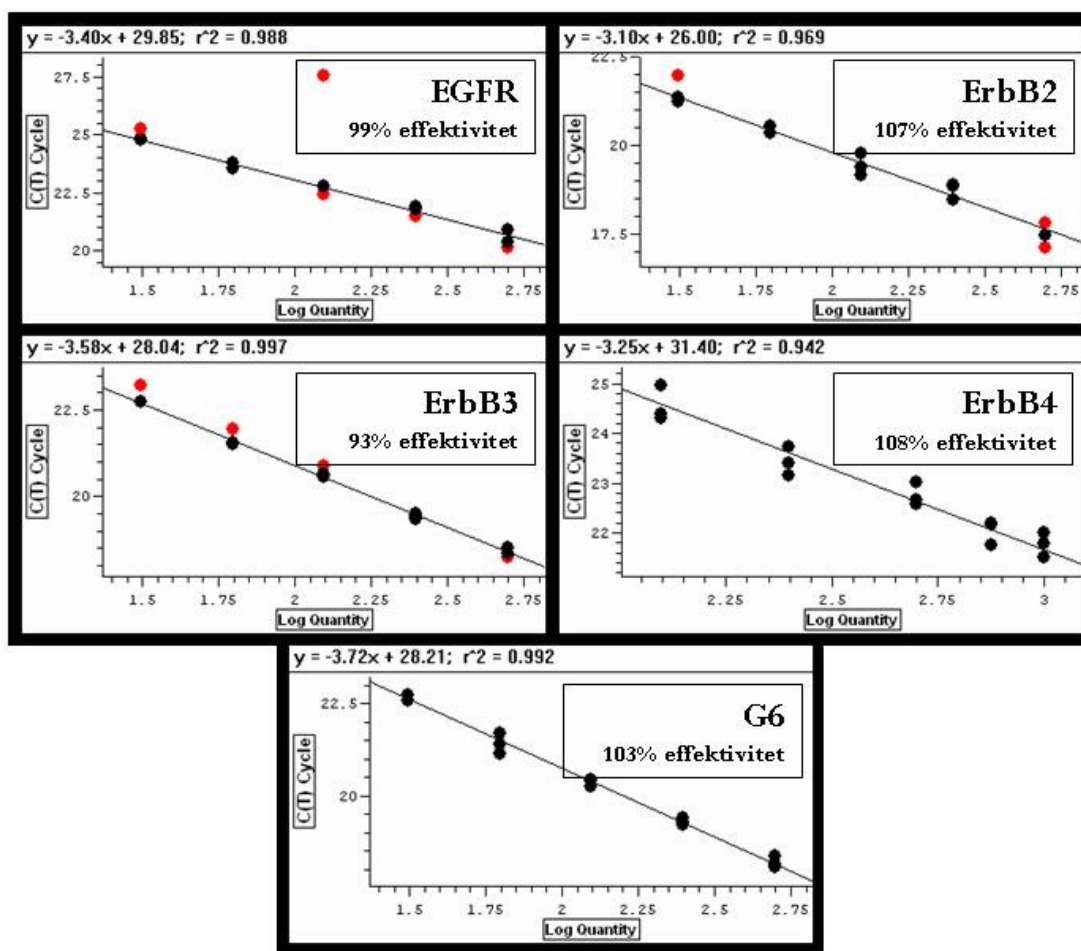 y = -3.40x + 29.85; r^2 = 0.988
EGFR
99% effektivitet
C(T) Cycle
27.5
25
22.5
20
1.5 1.75 2 2.25 2.5 2.75
Log Quantity
y = -3.10x + 26.00; r^2 = 0.969
ErbB2
107% effektivitet
C(T) Cycle
22.5
20
17.5
1.5 1.75 2 2.25 2.5 2.75
Log Quantity
y = -3.58x + 28.04; r^2 = 0.997
ErbB3
93% effektivitet
C(T) Cycle
22.5
20
1.5 1.75 2 2.25 2.5 2.75
Log Quantity
y = -3.25x + 31.40; r^2 = 0.942
ErbB4
108% effektivitet
C(T) Cycle
25
24
23
22
2.25 2.5 2.75 3
Log Quantity
y = -3.72x + 28.21; r^2 = 0.992
G6
103% effektivitet
C(T) Cycle
22.5
20
1.5 1.75 2 2.25 2.5 2.75
Log Quantity